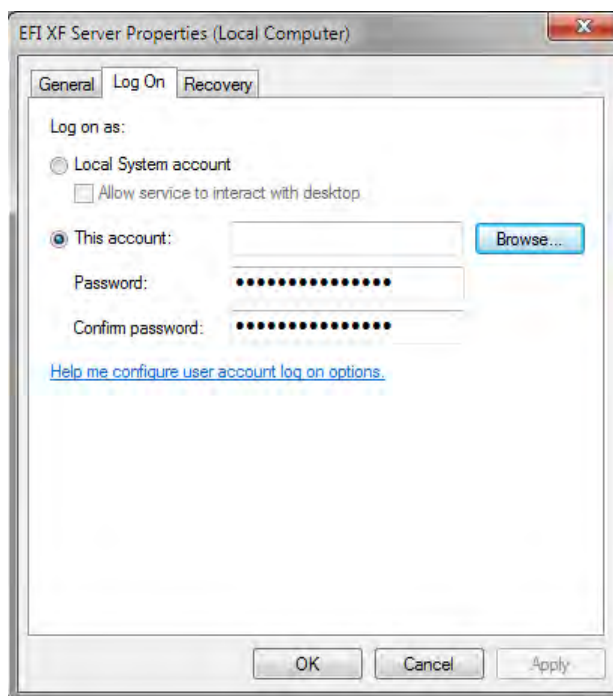 EFI XF Server Properties (Local Computer)
General Log On Recovery
Log on as:
Local System account
Allow service to interact with desktop
This account: Browse...
Password: •••••••••••••••
Confirm password: •••••••••••••••
Help me configure user account log on options.
OK Cancel Apply